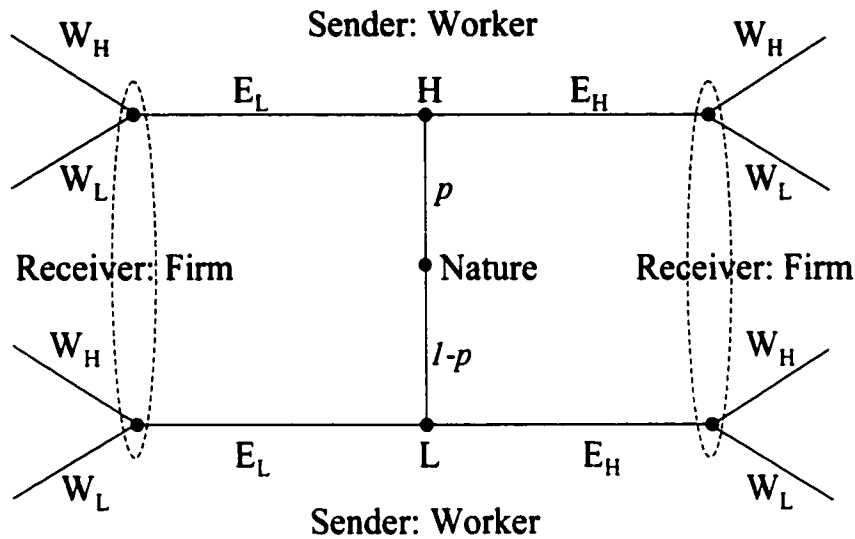 Sender: Worker
W_H
W_H
E_L
H
E_H
W_L
p
W_L
Receiver: Firm
Nature
Receiver: Firm
W_H
1-p
W_H
E_L
L
E_H
W_L
W_L
Sender: Worker